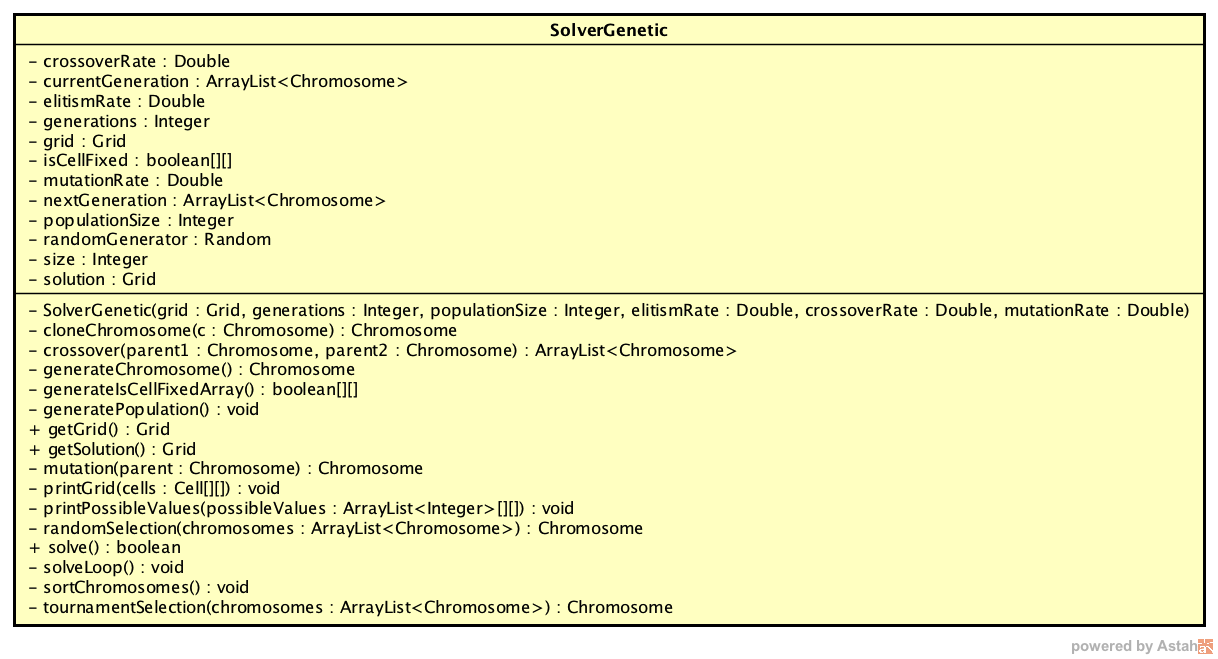 SolverGenetic
- crossoverRate : Double
- currentGeneration : ArrayList<Chromosome>
- elitismRate : Double
- generations : Integer
- grid : Grid
- isCellFixed : boolean[][]
- mutationRate : Double
- nextGeneration : ArrayList<Chromosome>
- populationSize : Integer
- randomGenerator : Random
- size : Integer
- solution : Grid
- SolverGenetic(grid : Grid, generations : Integer, populationSize : Integer, elitismRate : Double, crossoverRate : Double, mutationRate : Double)
- cloneChromosome(c : Chromosome) : Chromosome
- crossover(parent1 : Chromosome, parent2 : Chromosome) : ArrayList<Chromosome>
- generateChromosome() : Chromosome
- generateIsCellFixedArray() : boolean[][]
- generatePopulation() : void
+ getGrid() : Grid
+ getSolution() : Grid
- mutation(parent : Chromosome) : Chromosome
- printGrid(cells : Cell[][]) : void
- printPossibleValues(possibleValues : ArrayList<Integer>[][]) : void
- randomSelection(chromosomes : ArrayList<Chromosome>) : Chromosome
+ solve() : boolean
- solveLoop() : void
- sortChromosomes() : void
- tournamentSelection(chromosomes : ArrayList<Chromosome>) : Chromosome
powered by Astah